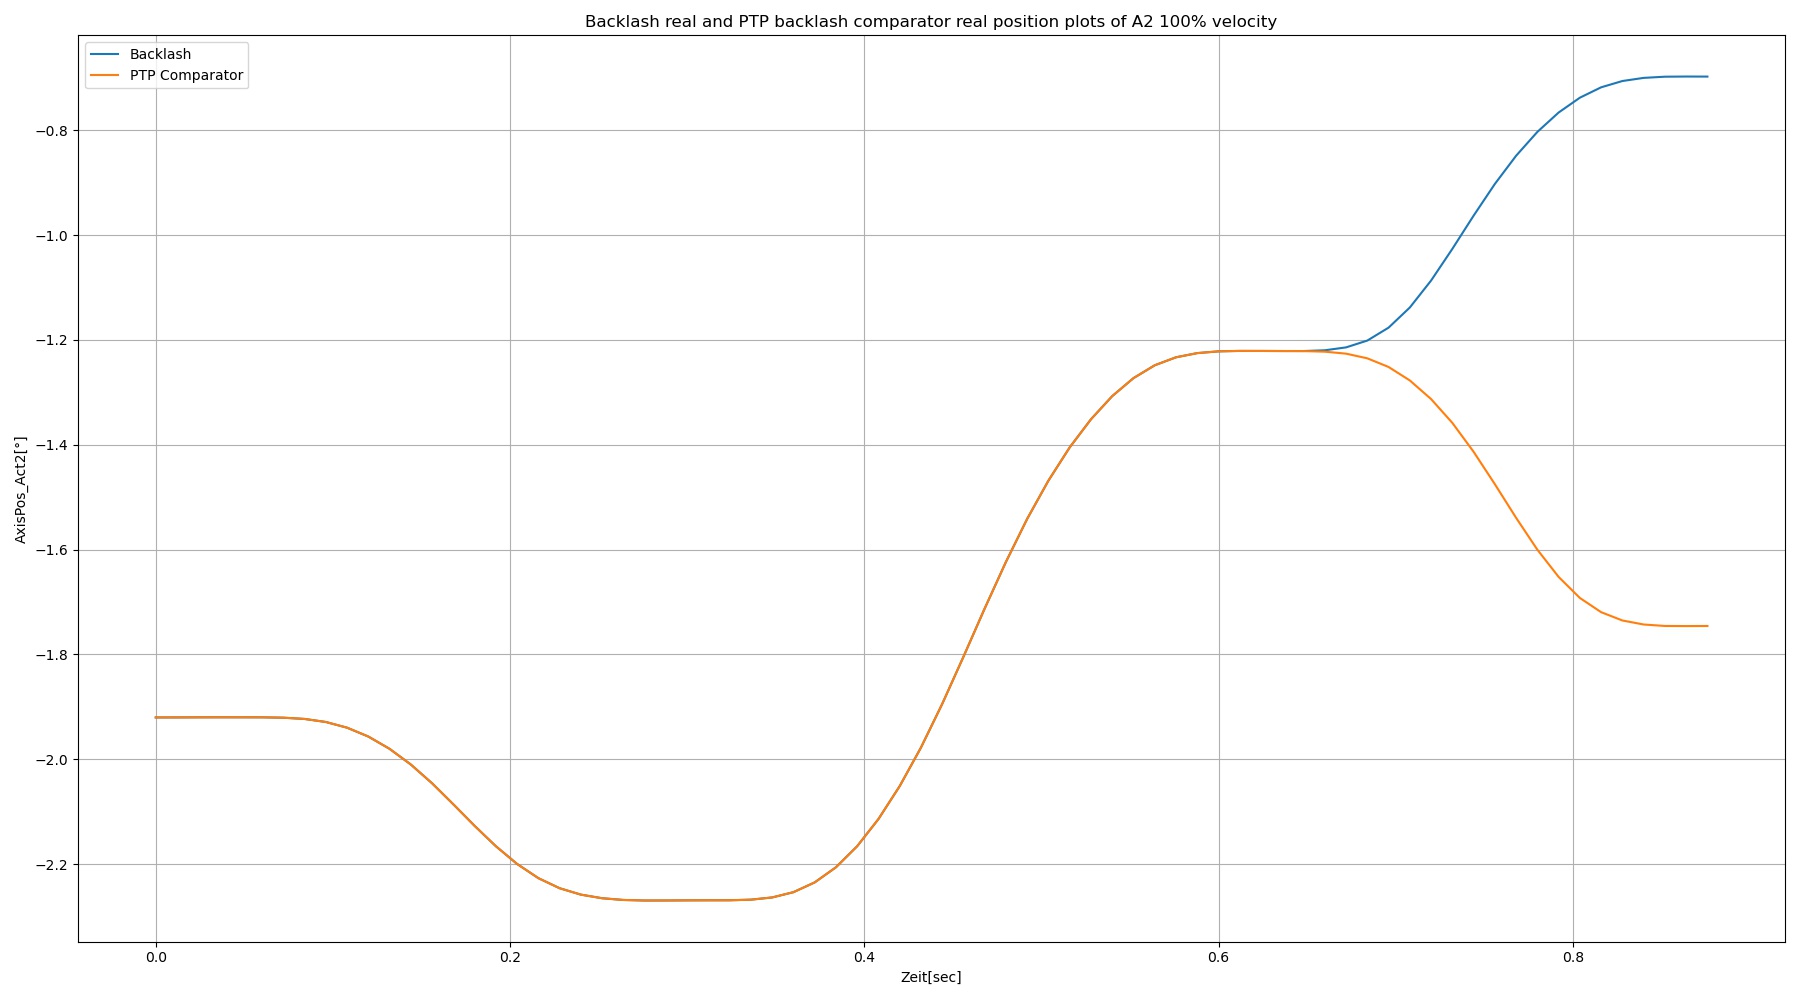 Backlash real and PTP backlash comparator real position plots of A2 100% velocity
Backlash
PTP Comparator
AxisPos_Act2[°]
−0.8
−1.0
−1.2
−1.4
−1.6
−1.8
−2.0
−2.2
0.0
0.2
0.4
0.6
0.8
Zeit[sec]